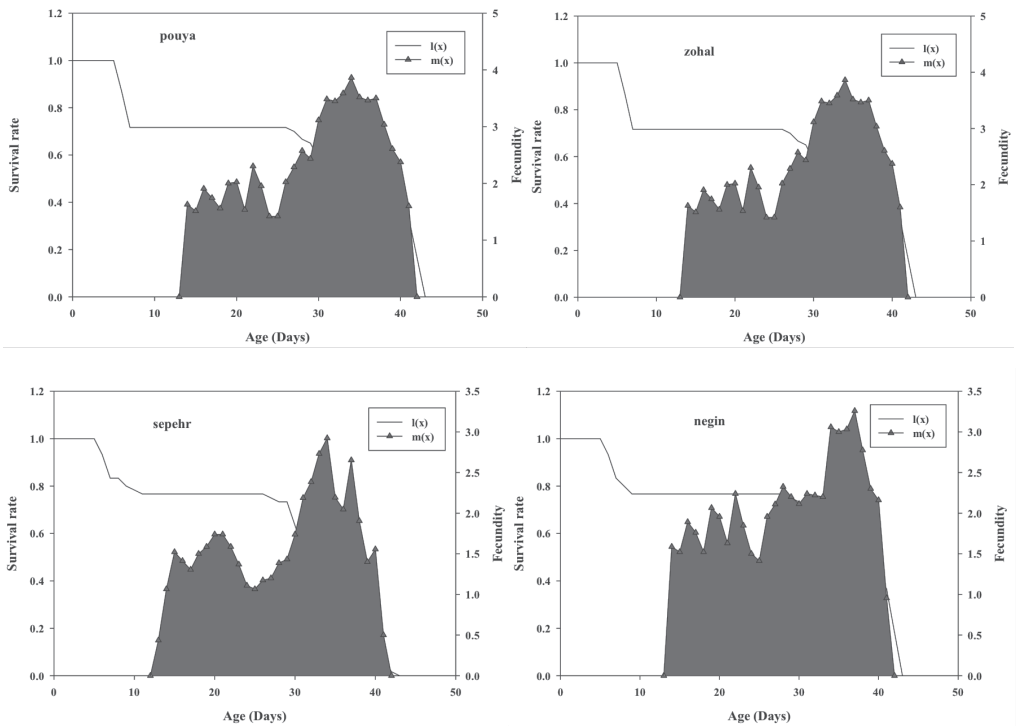 pouya
l(x)
m(x)
1.2
1.0
0.8
0.6
0.4
0.2
0.0
5
4
3
2
1
0
0 10 20 30 40 50
Survival rate
Fecundity
Age (Days)
zohal
l(x)
m(x)
1.2
1.0
0.8
0.6
0.4
0.2
0.0
5
4
3
2
1
0
0 10 20 30 40 50
Survival rate
Fecundity
Age (Days)
sepehr
l(x)
m(x)
1.2
1.0
0.8
0.6
0.4
0.2
0.0
3.5
3.0
2.5
2.0
1.5
1.0
0.5
0.0
0 10 20 30 40 50
Survival rate
Fecundity
Age (Days)
negin
l(x)
m(x)
1.2
1.0
0.8
0.6
0.4
0.2
0.0
3.5
3.0
2.5
2.0
1.5
1.0
0.5
0.0
0 10 20 30 40 50
Survival rate
Fecundity
Age (Days)